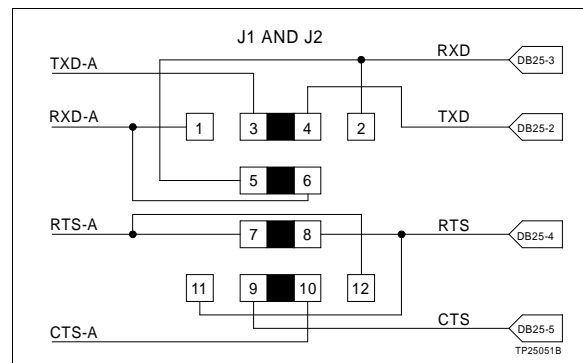 J1 AND J2
TXD-A
RXD
DB25-3
RXD-A
1
3
4
2
TXD
DB25-2
5
6
RTS-A
7
8
RTS
DB25-4
11
9
10
12
CTS-A
CTS
DB25-5
TP25051B